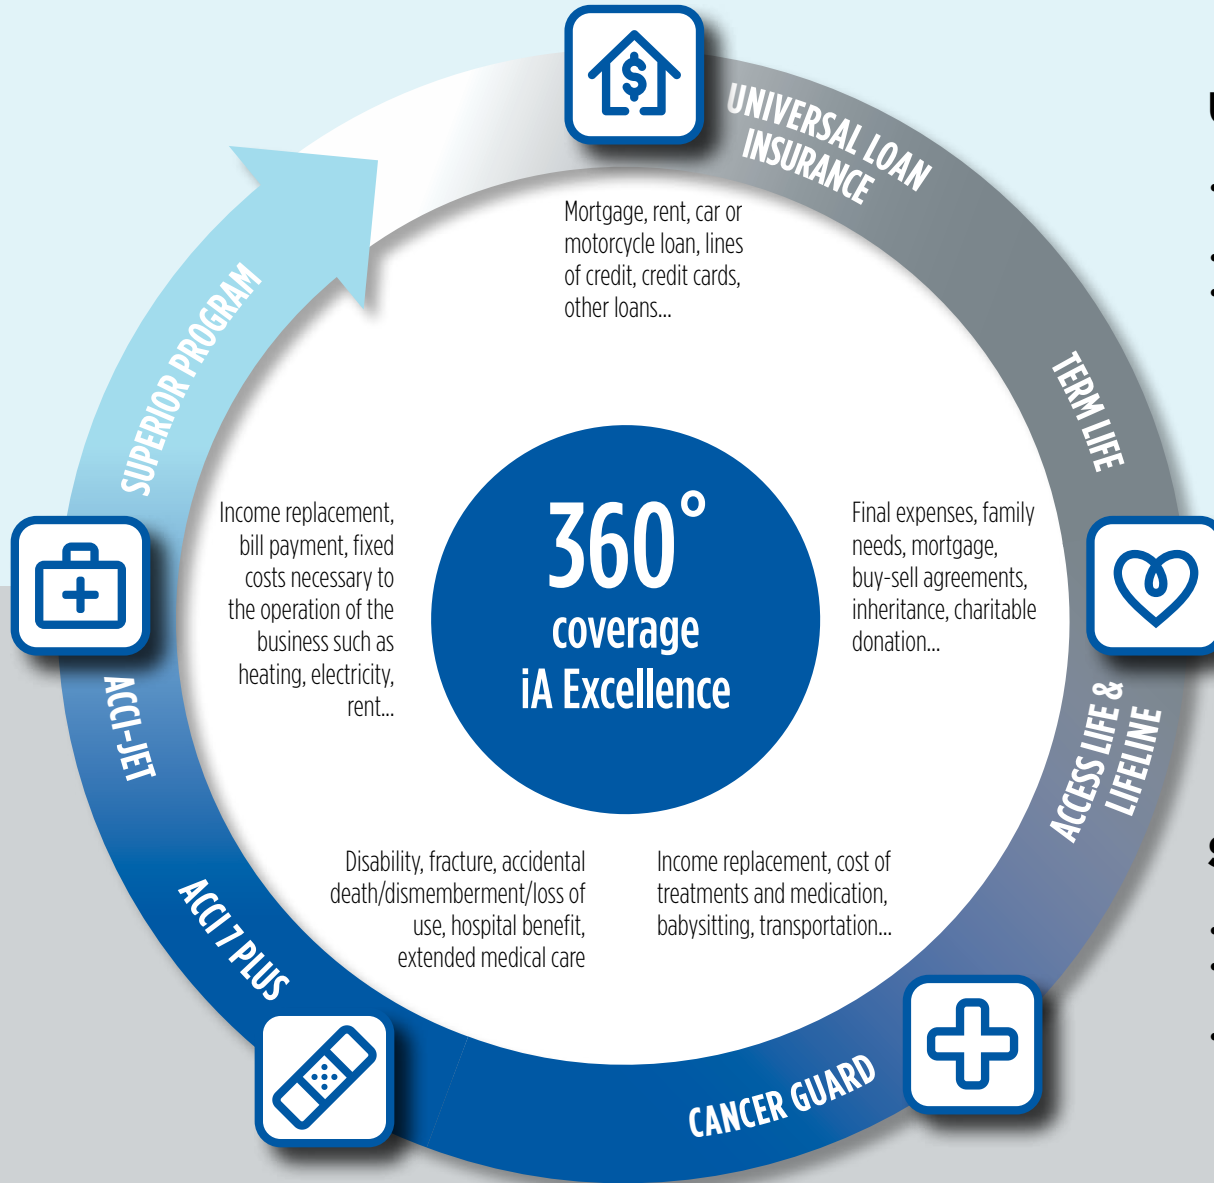 UNIVERSAL LOAN
INSURANCE
Mortgage, rent, car or
motorcycle loan, lines
of credit, credit cards,
other loans...
TERM LIFE
Final expenses, family
needs, mortgage,
buy-sell agreements,
inheritance, charitable
donation...
ACCESS LIFE &
LIFELINE
Income replacement, cost of
treatments and medication,
babysitting, transportation...
CANCER GUARD
Disability, fracture, accidental
death/dismemberment/loss of
use, hospital benefit,
extended medical care
ACCI 7 PLUS
ACCI-JET
Income replacement,
bill payment, fixed
costs necessary to
the operation of the
business such as
heating, electricity,
rent...
SUPERIOR PROGRAM
360°
coverage
iA Excellence